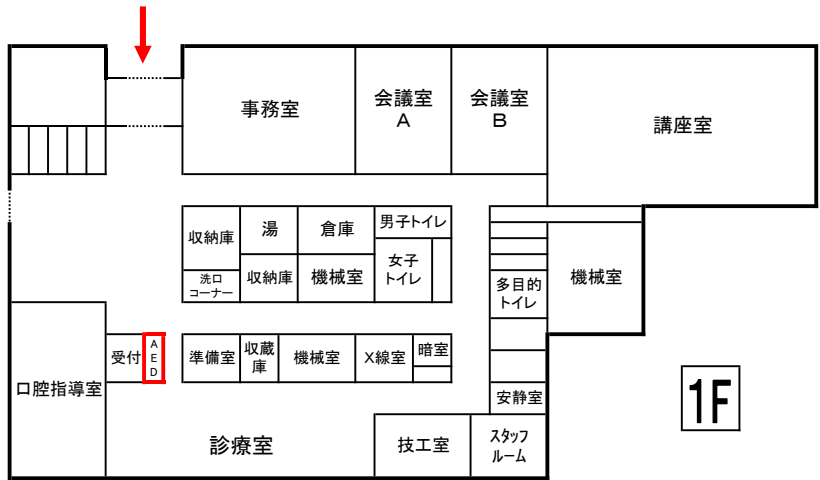 事務室
会議室
A
会議室
B
講座室
収納庫
湯
倉庫
男子トイレ
洗口
コーナー
収納庫
機械室
女子
トイレ
多目的
トイレ
機械室
受付
AED
準備室
収蔵
庫
機械室
X線室
暗室
口腔指導室
安静室
診療室
技工室
スタッフ
ルーム
1F